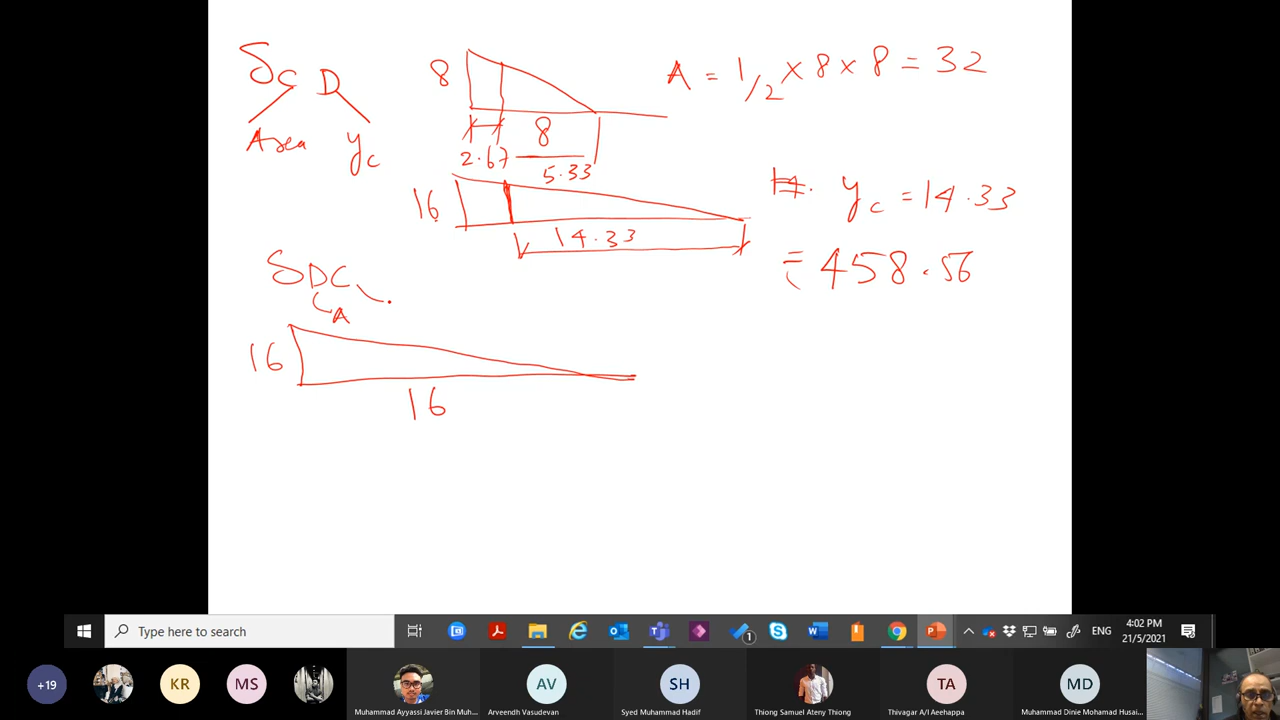 δCD
Area yc
8
8
2.67
5.33
A = 1/2 × 8 × 8 = 32
16
14.33
yc = 14.33
= 458.56
δDC
A
16
16
Type here to search
1
ENG
4:02 PM
21/5/2021
+19
KR
MS
Muhammad Ayyassi Javier Bin Muh...
AV
Arveendh Vasudevan
SH
Syed Muhammad Hadif
Thiong Samuel Ateny Thiong
TA
Thivagar A/l Aeehappa
MD
Muhammad Dinie Mohamad Husai...